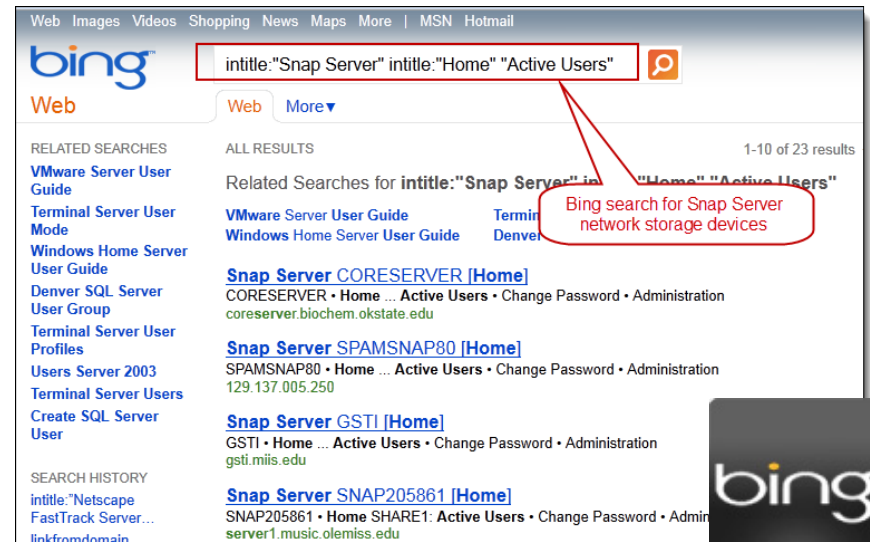 Web Images Videos Shopping News Maps More | MSN Hotmail
bing™
intitle:"Snap Server" intitle:"Home" "Active Users"
Web
Web More▼
RELATED SEARCHES
VMware Server User
Guide
Terminal Server User
Mode
Windows Home Server
User Guide
Denver SQL Server
User Group
Terminal Server User
Profiles
Users Server 2003
Terminal Server Users
Create SQL Server
User
SEARCH HISTORY
intitle:"Netscape
FastTrack Server...
linkfromdomain
ALL RESULTS
1-10 of 23 results
Related Searches for intitle:"Snap Server" "Home" "Active Users"
VMware Server User Guide
Windows Home Server User Guide
Denver
Bing search for Snap Server
network storage devices
Snap Server CORESERVER [Home]
CORESERVER • Home ... Active Users • Change Password • Administration
coreserver.biochem.okstate.edu
Snap Server SPAMSNAP80 [Home]
SPAMSNAP80 • Home ... Active Users • Change Password • Administration
129.137.005.250
Snap Server GSTI [Home]
GSTI • Home ... Active Users • Change Password • Administration
gsti.miis.edu
Snap Server SNAP205861 [Home]
SNAP205861 • Home SHARE1: Active Users • Change Password • Admin
server1.music.olemiss.edu
bing